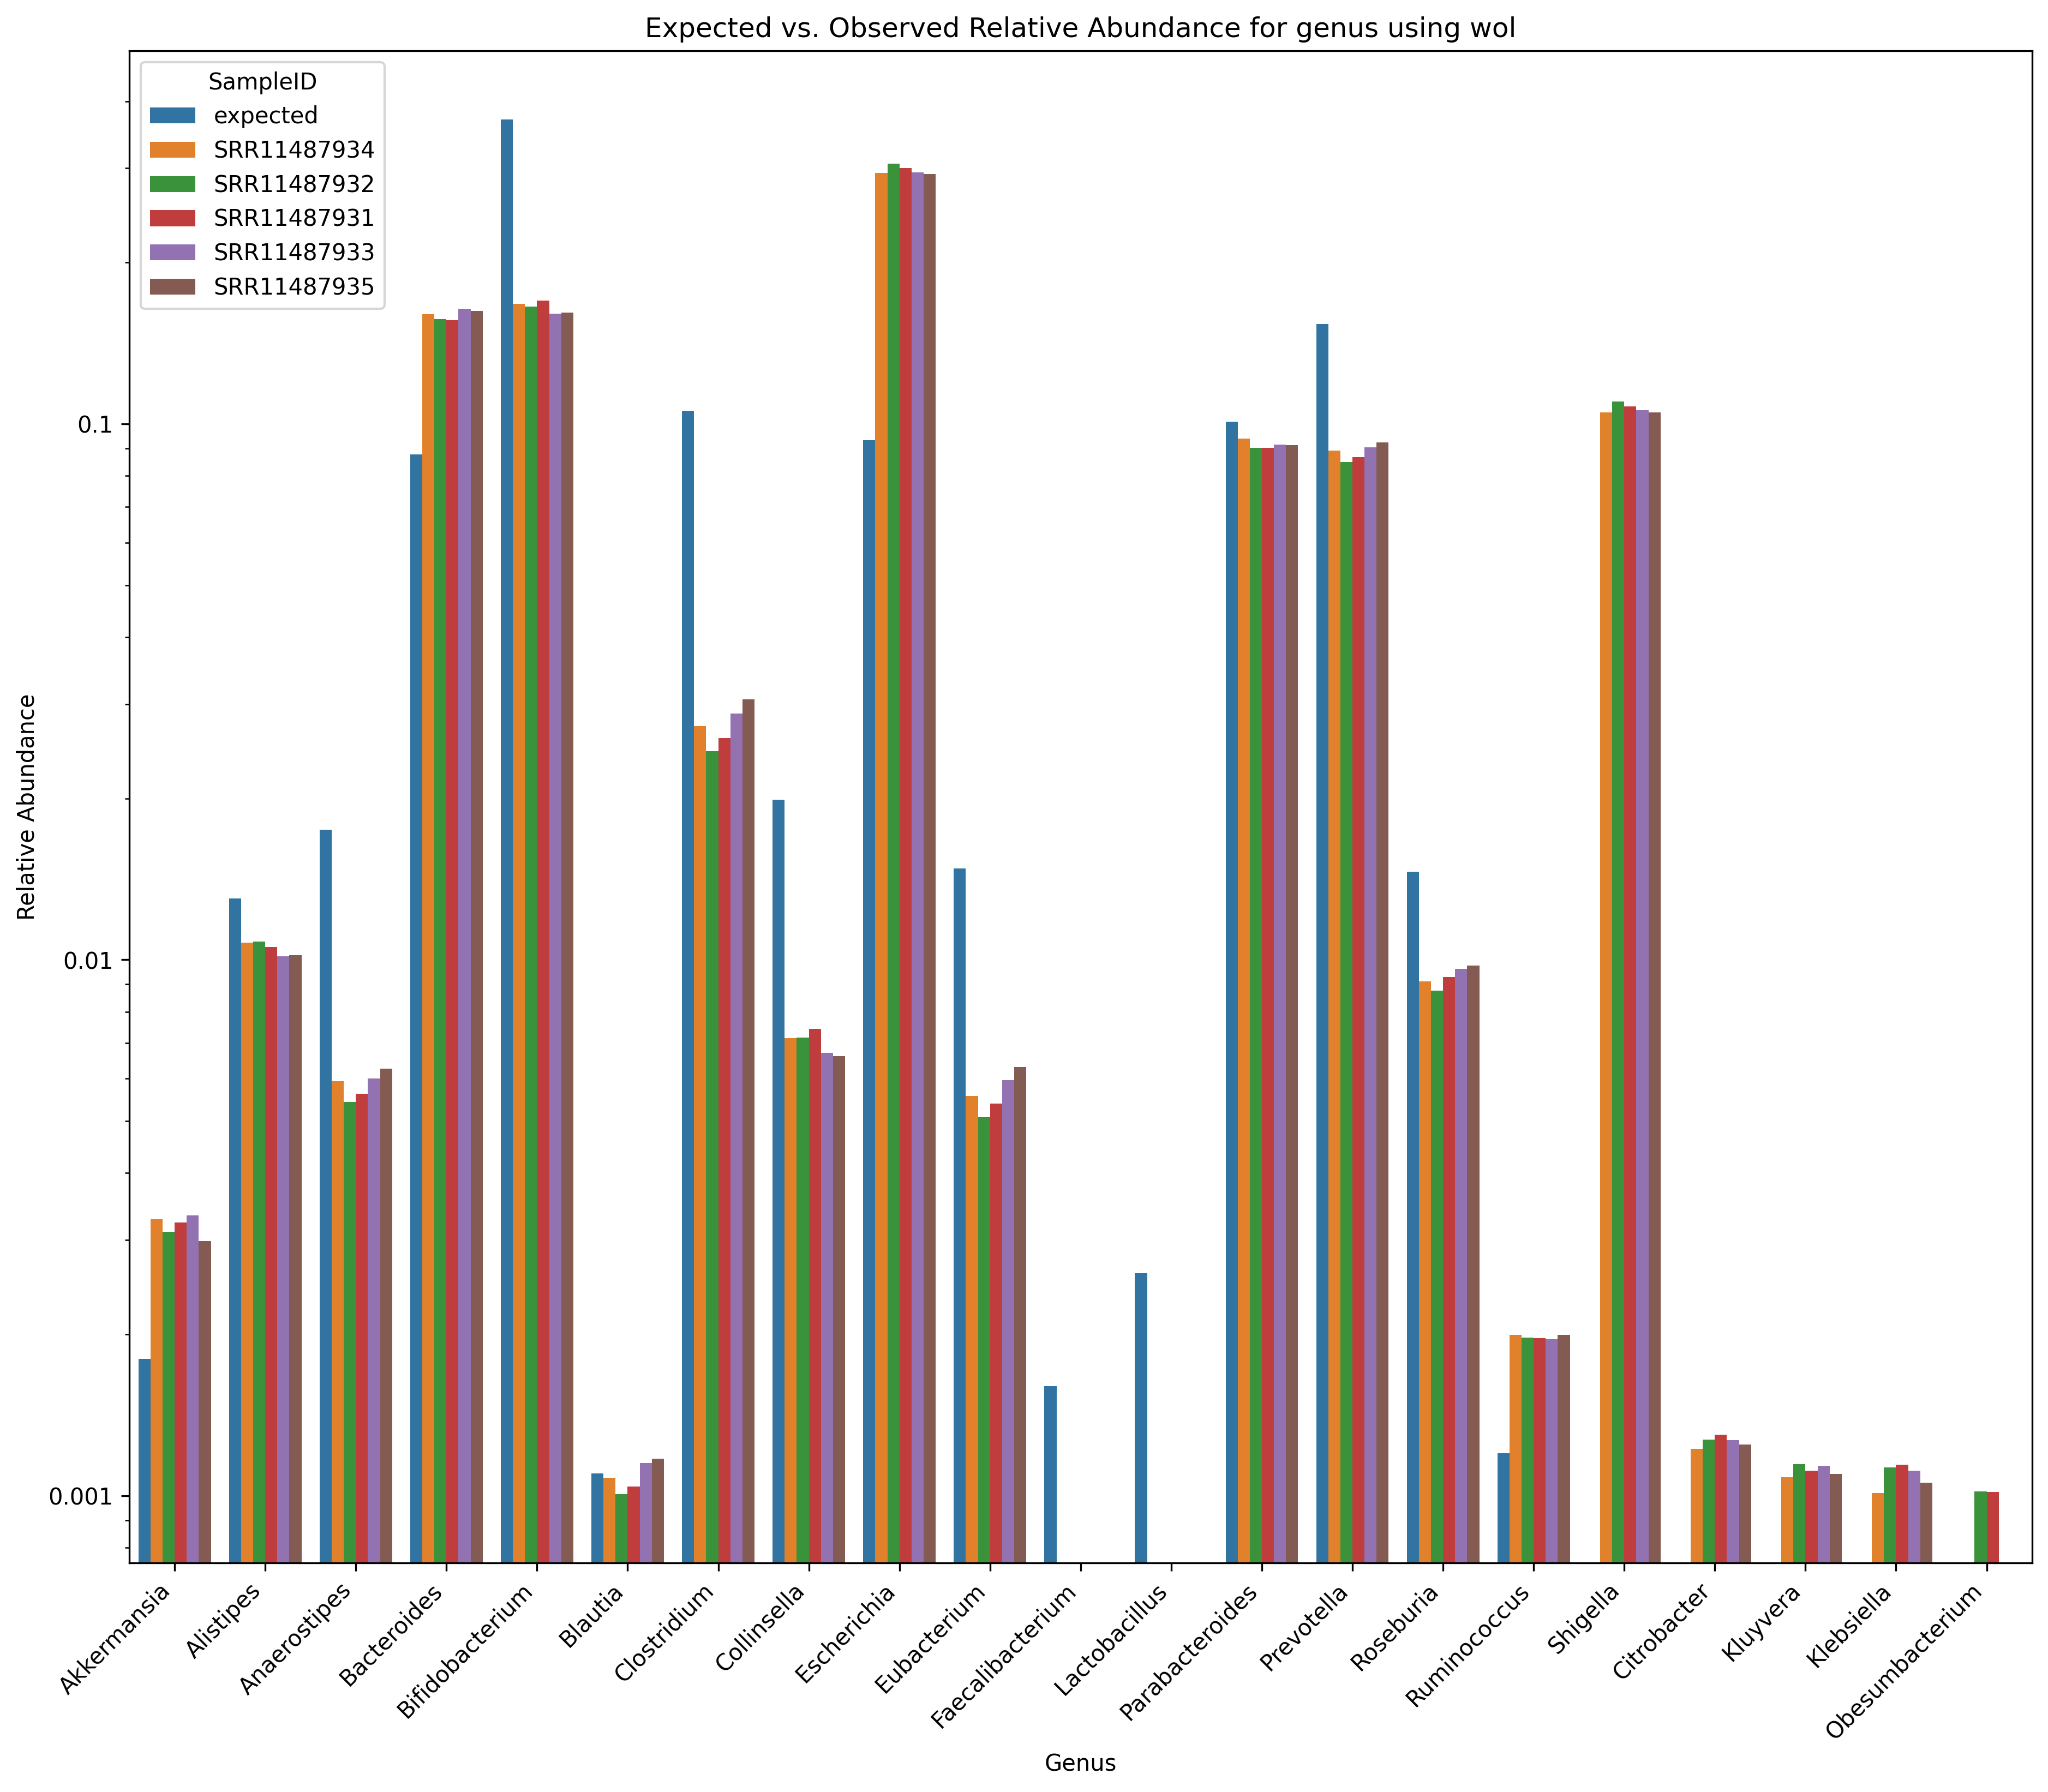 Expected vs. Observed Relative Abundance for genus using wol
SampleID
expected
SRR11487934
SRR11487932
SRR11487931
SRR11487933
SRR11487935
Relative Abundance
0.1
0.01
0.001
Akkermansia
Alistipes
Anaerostipes
Bacteroides
Bifidobacterium
Blautia
Clostridium
Collinsella
Escherichia
Eubacterium
Faecalibacterium
Lactobacillus
Parabacteroides
Prevotella
Roseburia
Ruminococcus
Shigella
Citrobacter
Kluyvera
Klebsiella
Obesumbacterium
Genus